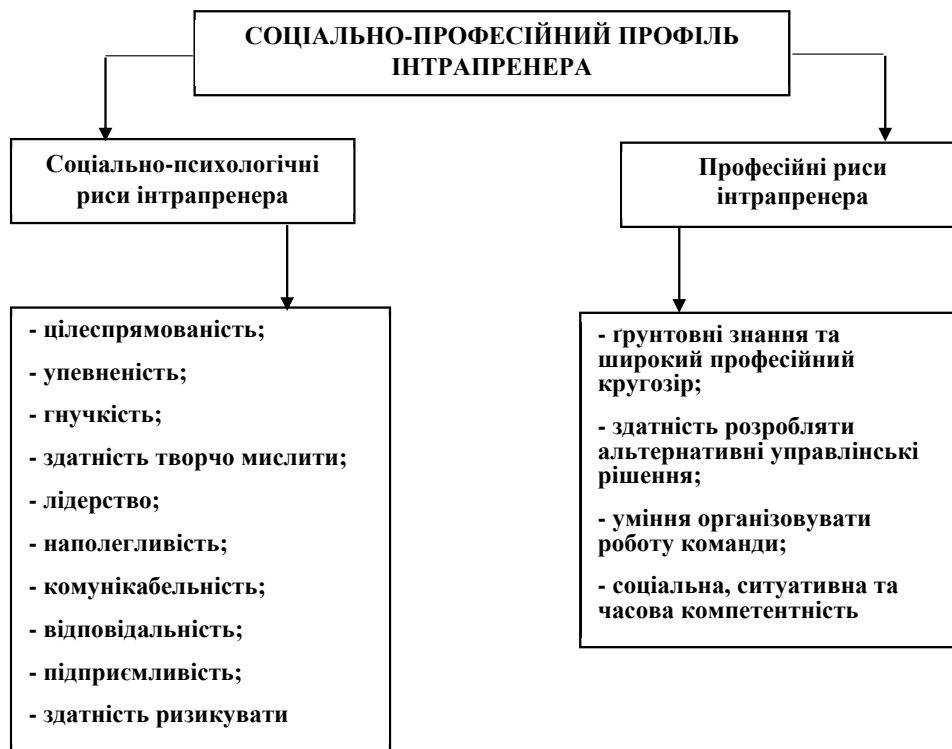 СОЦІАЛЬНО-ПРОФЕСІЙНИЙ ПРОФІЛЬ
ІНТРАПРЕНЕРА
Соціально-психологічні
риси інтрапренера
Професійні риси
інтрапренера
- цілеспрямованість;
- упевненість;
- гнучкість;
- здатність творчо мислити;
- лідерство;
- наполегливість;
- комунікабельність;
- відповідальність;
- підприємливість;
- здатність ризикувати
- ґрунтовні знання та
широкий професійний
кругозір;
- здатність розробляти
альтернативні управлінські
рішення;
- уміння організовувати
роботу команди;
- соціальна, ситуативна та
часова компетентність